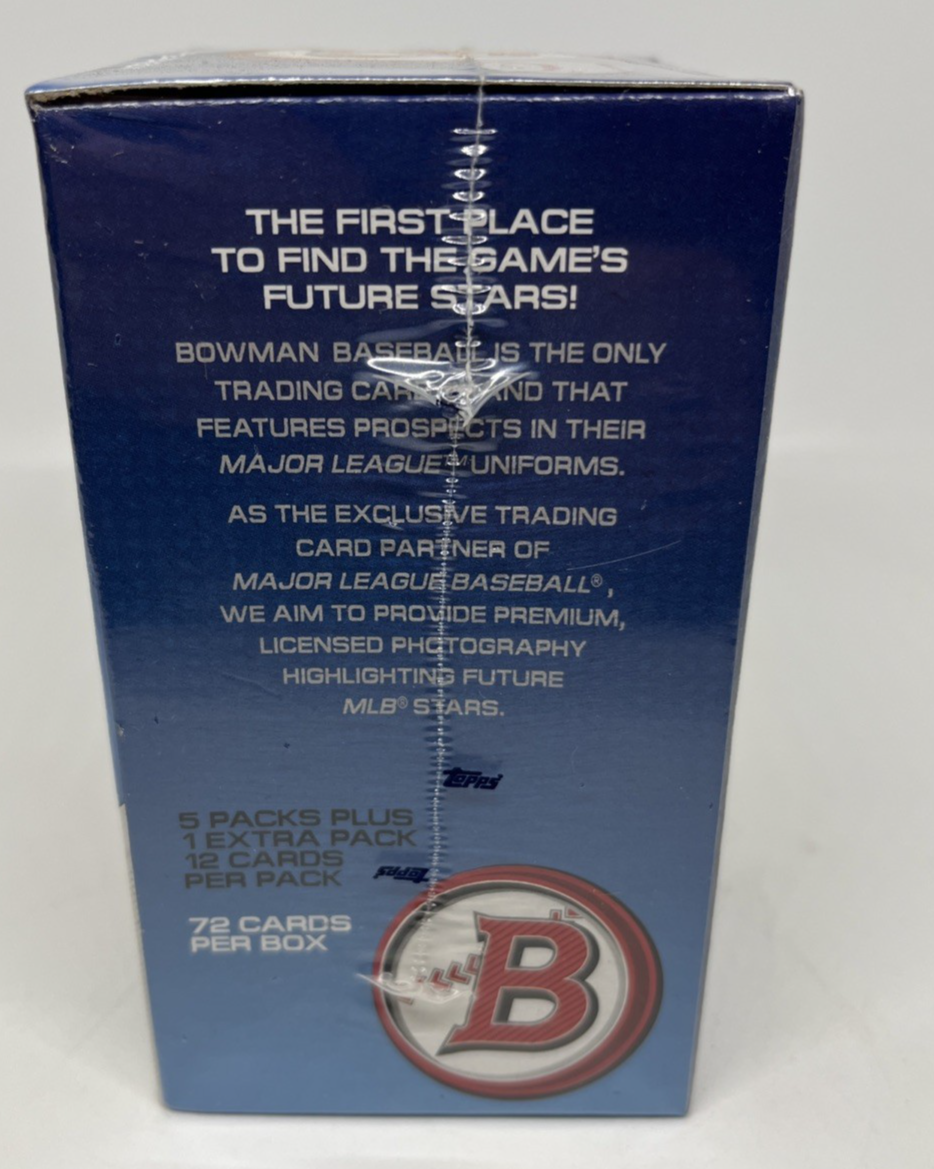 THE FIRST PLACE
TO FIND THE GAME'S
FUTURE STARS!
BOWMAN BASEBALL IS THE ONLY
TRADING CARD BRAND THAT
FEATURES PROSPECTS IN THEIR
MAJOR LEAGUE™ UNIFORMS.
AS THE EXCLUSIVE TRADING
CARD PARTNER OF
MAJOR LEAGUE BASEBALL®,
WE AIM TO PROVIDE PREMIUM,
LICENSED PHOTOGRAPHY
HIGHLIGHTING FUTURE
MLB® STARS.
topps
5 PACKS PLUS
1 EXTRA PACK
12 CARDS
PER PACK
topps
72 CARDS
PER BOX
B